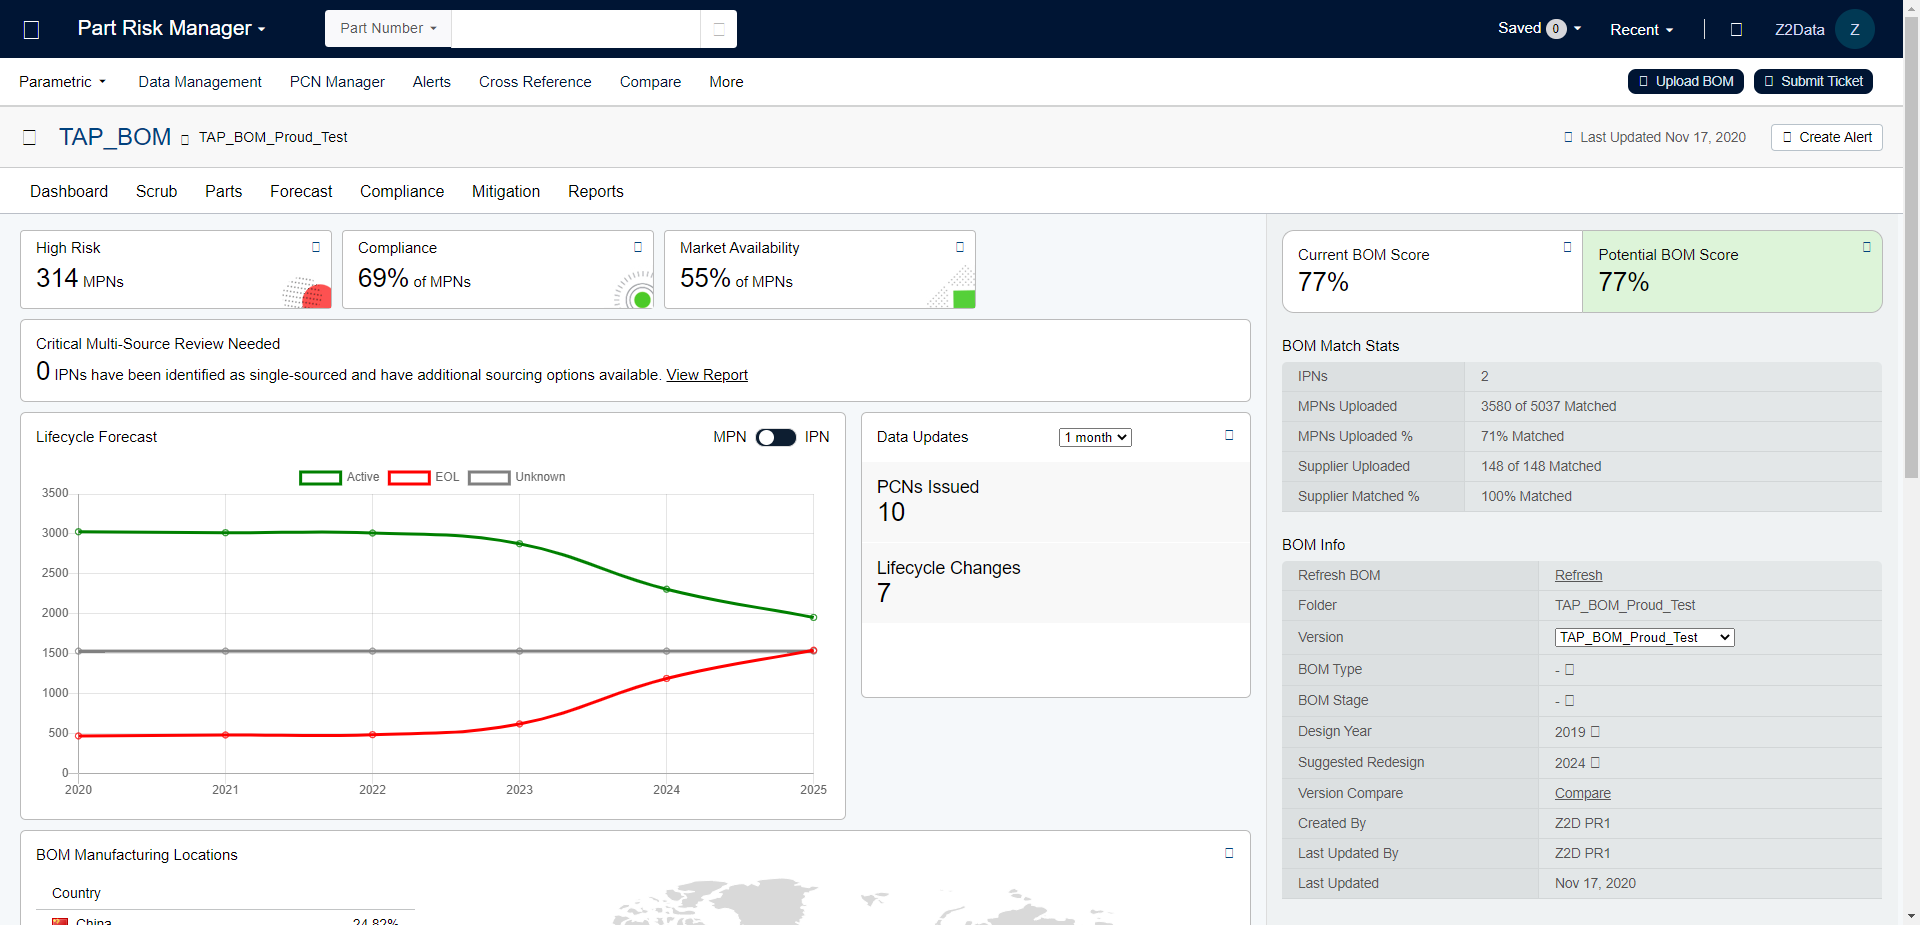 Part Risk Manager
Part Number
Saved 0
Recent
Z2Data Z
Parametric Data Management PCN Manager Alerts Cross Reference Compare More
Upload BOM Submit Ticket
TAP_BOM TAP_BOM_Proud_Test
Last Updated Nov 17, 2020 Create Alert
Dashboard Scrub Parts Forecast Compliance Mitigation Reports
High Risk
314 MPNs
Compliance
69% of MPNs
Market Availability
55% of MPNs
Critical Multi-Source Review Needed
0 IPNs have been identified as single-sourced and have additional sourcing options available. View Report
Lifecycle Forecast MPN IPN
Active EOL Unknown
3500
3000
2500
2000
1500
1000
500
0
2020 2021 2022 2023 2024 2025
Data Updates 1 month
PCNs Issued
10
Lifecycle Changes
7
BOM Manufacturing Locations
Country
China 24.82%
Current BOM Score
77%
Potential BOM Score
77%
BOM Match Stats
IPNs 2
MPNs Uploaded 3580 of 5037 Matched
MPNs Uploaded % 71% Matched
Supplier Uploaded 148 of 148 Matched
Supplier Matched % 100% Matched
BOM Info
Refresh BOM Refresh
Folder TAP_BOM_Proud_Test
Version TAP_BOM_Proud_Test
BOM Type -
BOM Stage -
Design Year 2019
Suggested Redesign 2024
Version Compare Compare
Created By Z2D PR1
Last Updated By Z2D PR1
Last Updated Nov 17, 2020